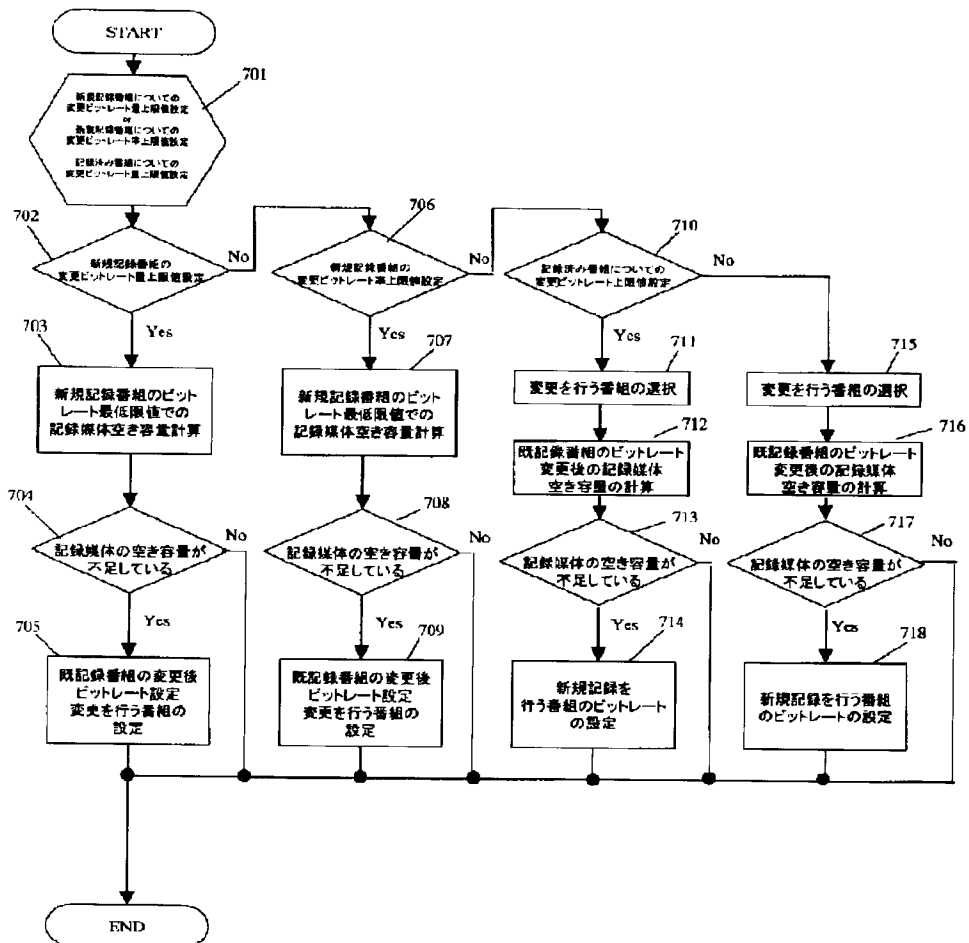 START
701
新規記録番組についての
変更ビットレート量上限値設定
or
新規記録番組についての
変更ビットレート率上限値設定
記録済み番組についての
変更ビットレート量上限値設定
702
新規記録番組の
変更ビットレート量上限値設定
No
Yes
706
新規記録番組の
変更ビットレート率上限値設定
No
Yes
710
記録済み番組についての
変更ビットレート上限値設定
No
Yes
703
新規記録番組のビット
レート最低限値での
記録媒体空き容量計算
707
新規記録番組のビット
レート最低限値での
記録媒体空き容量計算
711
変更を行う番組の選択
715
変更を行う番組の選択
712
既記録番組のビットレート
変更後の記録媒体
空き容量の計算
716
既記録番組のビットレート
変更後の記録媒体
空き容量の計算
704
記録媒体の空き容量が
不足している
No
Yes
708
記録媒体の空き容量が
不足している
No
Yes
713
記録媒体の空き容量が
不足している
No
Yes
717
記録媒体の空き容量が
不足している
No
Yes
705
既記録番組の変更後
ビットレート設定
変更を行う番組の
設定
709
既記録番組の変更後
ビットレート設定
変更を行う番組の
設定
714
新規記録を
行う番組のビットレート
の設定
718
新規記録を行う番組
のビットレートの設定
END